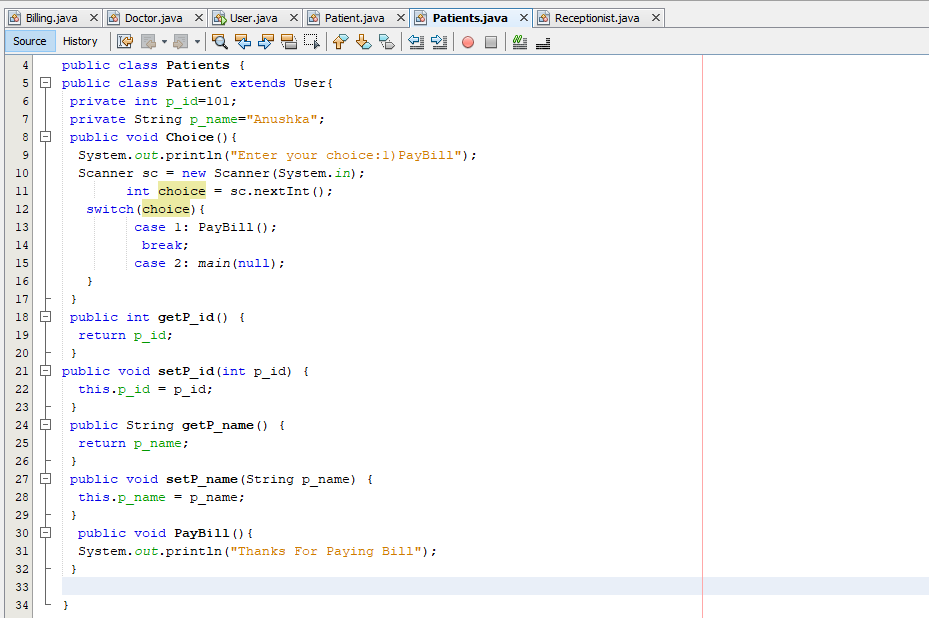 Billing.java Doctor.java User.java Patient.java Patients.java Receptionist.java
Source History
4 public class Patients {
5 public class Patient extends User{
6 private int p_id=101;
7 private String p_name="Anushka";
8 public void Choice(){
9 System.out.println("Enter your choice:1)PayBill");
10 Scanner sc = new Scanner(System.in);
11 int choice = sc.nextInt();
12 switch(choice){
13 case 1: PayBill();
14 break;
15 case 2: main(null);
16 }
17 }
18 public int getP_id() {
19 return p_id;
20 }
21 public void setP_id(int p_id) {
22 this.p_id = p_id;
23 }
24 public String getP_name() {
25 return p_name;
26 }
27 public void setP_name(String p_name) {
28 this.p_name = p_name;
29 }
30 public void PayBill(){
31 System.out.println("Thanks For Paying Bill");
32 }
33
34 }